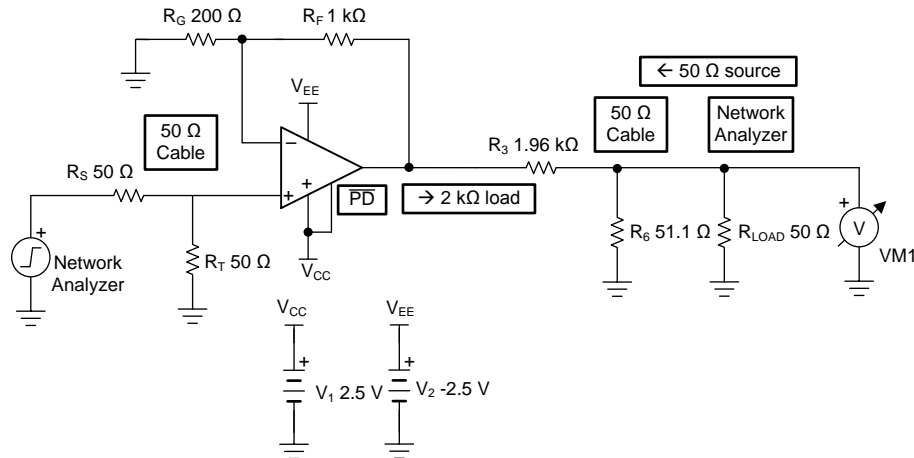 R_G 200 Ω
R_F 1 kΩ
V_EE
← 50 Ω source
50 Ω
Cable
50 Ω
Cable
Network
Analyzer
R_S 50 Ω
−
+
+
P̅D̅
→ 2 kΩ load
R_3 1.96 kΩ
+
Network
Analyzer
R_T 50 Ω
V_CC
R_6 51.1 Ω
R_LOAD 50 Ω
+
V
VM1
V_CC
V_EE
+
+
V_1 2.5 V
V_2 -2.5 V